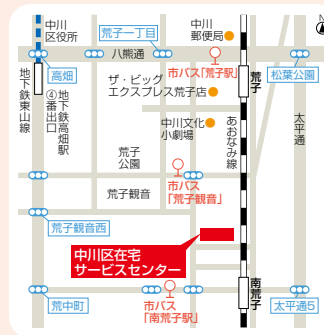 中川
区役所
荒子一丁目
中川
郵便局
N
八熊通
高畑
市バス「荒子駅」
松葉公園
地下鉄東山線
④番出口
地下鉄高畑駅
ザ・ビッグ
エクスプレス荒子店
荒子
中川文化
小劇場
あおなみ線
太平通
荒子
公園
市バス
「荒子観音」
荒子観音
荒子観音西
中川区在宅
サービスセンター
南荒子
荒中町
市バス
「南荒子駅」
太平通5